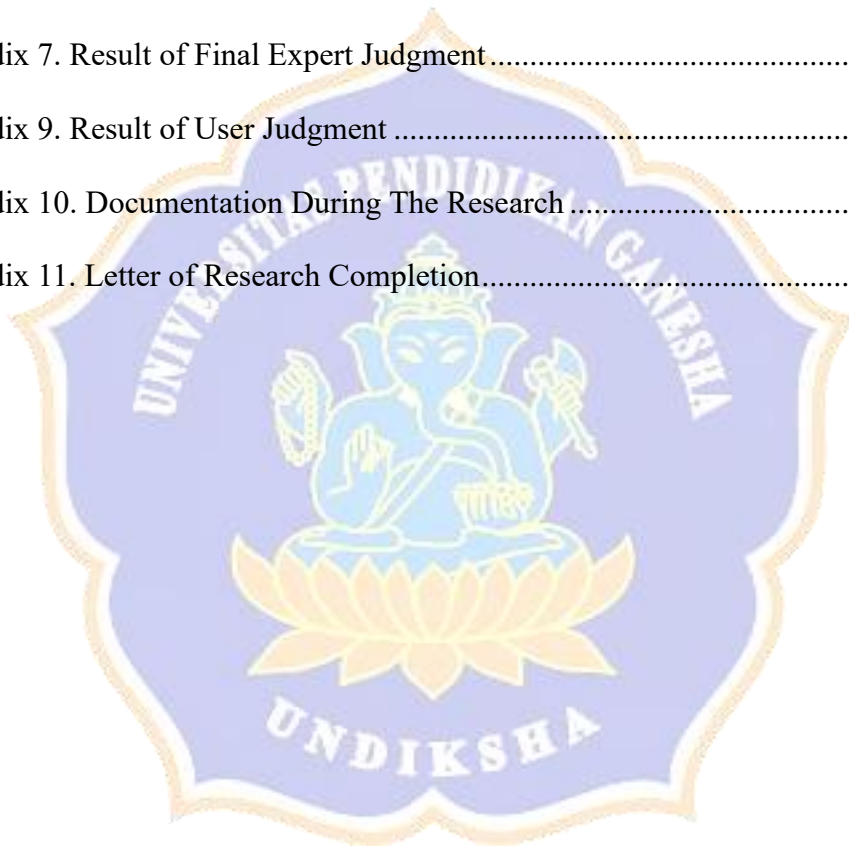 dix 7. Result of Final Expert Judgment........................................
dix 9. Result of User Judgment ...................................................
dix 10. Documentation During The Research ...............................
dix 11. Letter of Research Completion.........................................
UNIVERSITAS PENDIDIKAN GANESHA
UNDIKSHA